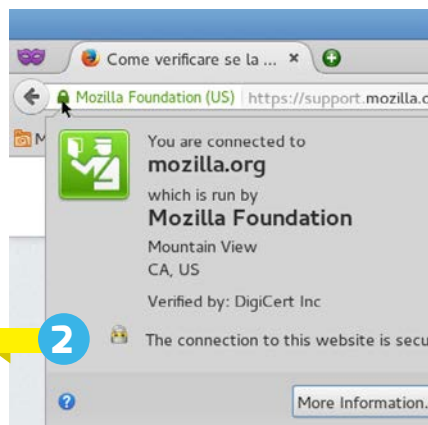 Come verificare se la ...
Mozilla Foundation (US) https://support.mozilla.
M
You are connected to
mozilla.org
which is run by
Mozilla Foundation
Mountain View
CA, US
Verified by: DigiCert Inc
2
The connection to this website is secu
?
More Information.